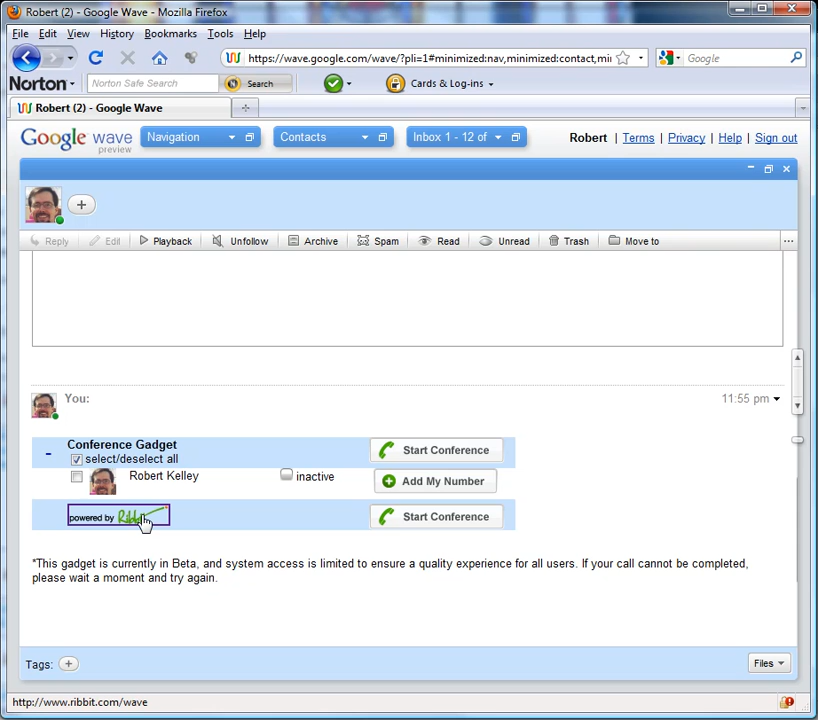 Robert (2) - Google Wave - Mozilla Firefox
File Edit View History Bookmarks Tools Help
https://wave.google.com/wave/?pli=1#minimized:nav,minimized:contact,mi Google
Norton Norton Safe Search Search Cards & Log-ins
Robert (2) - Google Wave
Google wave Navigation Contacts Inbox 1 - 12 of Robert | Terms | Privacy | Help | Sign out
preview
Reply Edit Playback Unfollow Archive Spam Read Unread Trash Move to
You: 11:55 pm
Conference Gadget
select/deselect all Start Conference
Robert Kelley inactive Add My Number
powered by Ribbit Start Conference
*This gadget is currently in Beta, and system access is limited to ensure a quality experience for all users. If your call cannot be completed,
please wait a moment and try again.
Tags: Files
http://www.ribbit.com/wave